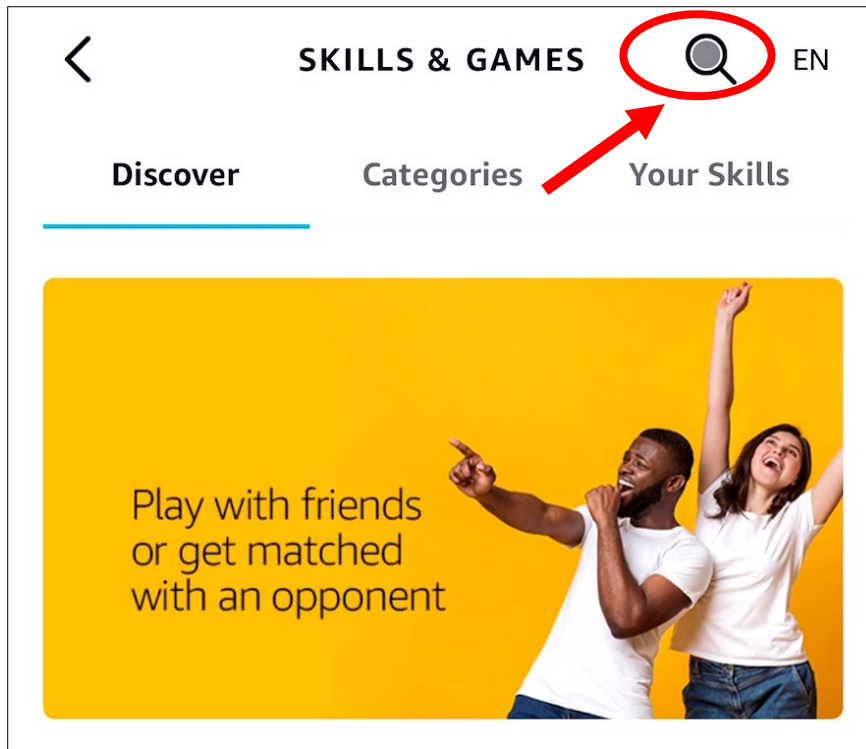 SKILLS & GAMES EN
Discover Categories Your Skills
Play with friends
or get matched
with an opponent